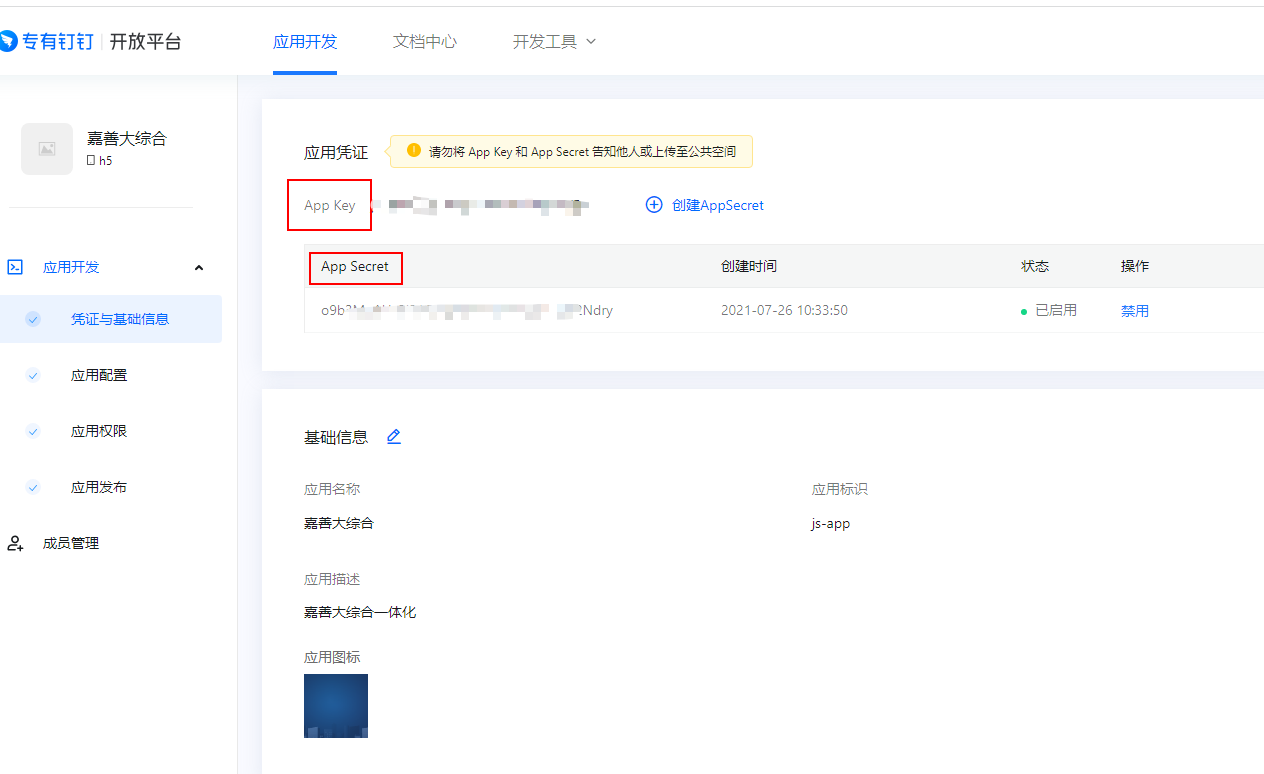 专有钉钉 开放平台 应用开发 文档中心 开发工具
嘉善大综合
h5
应用凭证 请勿将 App Key 和 App Secret 告知他人或上传至公共空间
App Key 创建AppSecret
App Secret 创建时间 状态 操作
2021-07-26 10:33:50 已启用 禁用
应用开发
凭证与基础信息
应用配置
应用权限
应用发布
成员管理
基础信息
应用名称 应用标识
嘉善大综合 js-app
应用描述
嘉善大综合一体化
应用图标